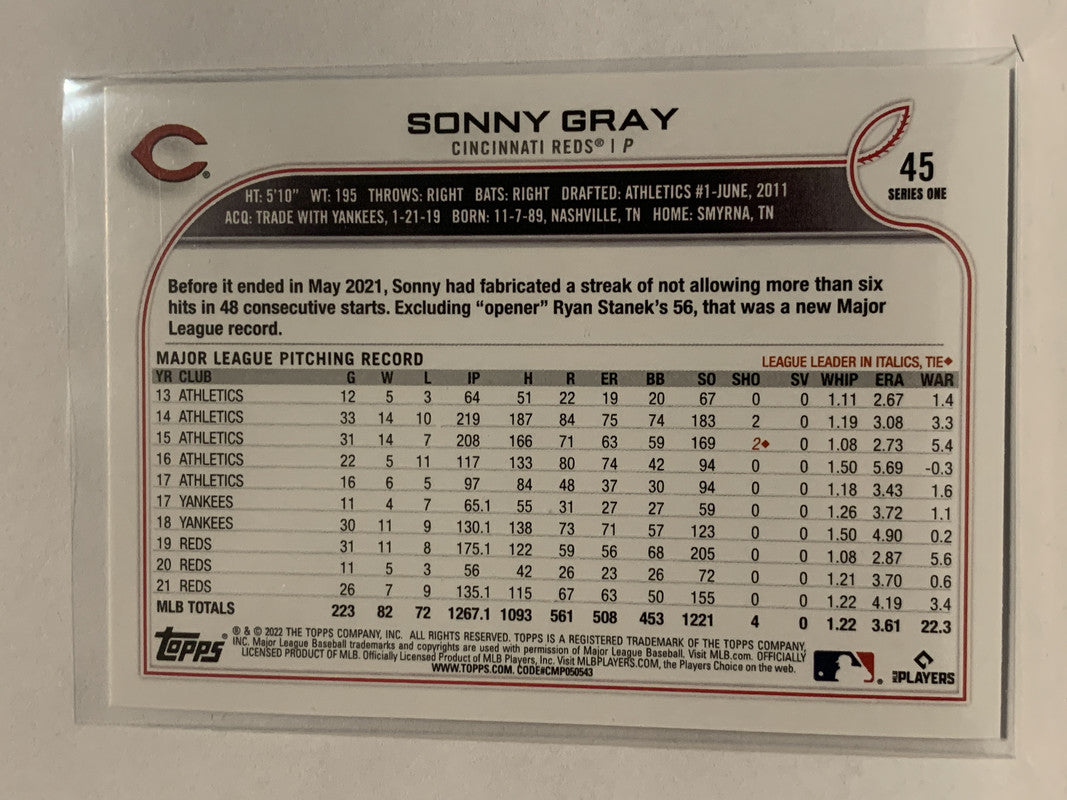 SONNY GRAY
CINCINNATI REDS® | P
45
SERIES ONE
HT: 5'10" WT: 195 THROWS: RIGHT BATS: RIGHT DRAFTED: ATHLETICS #1-JUNE, 2011
ACQ: TRADE WITH YANKEES, 1-21-19 BORN: 11-7-89, NASHVILLE, TN HOME: SMYRNA, TN
Before it ended in May 2021, Sonny had fabricated a streak of not allowing more than six
hits in 48 consecutive starts. Excluding “opener” Ryan Stanek’s 56, that was a new Major
League record.
MAJOR LEAGUE PITCHING RECORD LEAGUE LEADER IN ITALICS, TIE♦
YR CLUB G W L IP H R ER BB SO SHO SV WHIP ERA WAR
13 ATHLETICS 12 5 3 64 51 22 19 20 67 0 0 1.11 2.67 1.4
14 ATHLETICS 33 14 10 219 187 84 75 74 183 2 0 1.19 3.08 3.3
15 ATHLETICS 31 14 7 208 166 71 63 59 169 2♦ 0 1.08 2.73 5.4
16 ATHLETICS 22 5 11 117 133 80 74 42 94 0 0 1.50 5.69 -0.3
17 ATHLETICS 16 6 5 97 84 48 37 30 94 0 0 1.18 3.43 1.6
17 YANKEES 11 4 7 65.1 55 31 27 27 59 0 0 1.26 3.72 1.1
18 YANKEES 30 11 9 130.1 138 73 71 57 123 0 0 1.50 4.90 0.2
19 REDS 31 11 8 175.1 122 59 56 68 205 0 0 1.08 2.87 5.6
20 REDS 11 5 3 56 42 26 23 26 72 0 0 1.21 3.70 0.6
21 REDS 26 7 9 135.1 115 67 63 50 155 0 0 1.22 4.19 3.4
MLB TOTALS 223 82 72 1267.1 1093 561 508 453 1221 4 0 1.22 3.61 22.3
topps® ® & © 2022 THE TOPPS COMPANY, INC. ALL RIGHTS RESERVED. TOPPS IS A REGISTERED TRADEMARK OF THE TOPPS COMPANY,
INC. Major League Baseball trademarks and copyrights are used with permission of Major League Baseball. Visit MLB.com. OFFICIALLY
LICENSED PRODUCT OF MLB. Officially Licensed Product of MLB Players, Inc. Visit MLBPLAYERS.COM, the Players Choice on the web.
WWW.TOPPS.COM. CODE#CMP050543
MLB PLAYERS